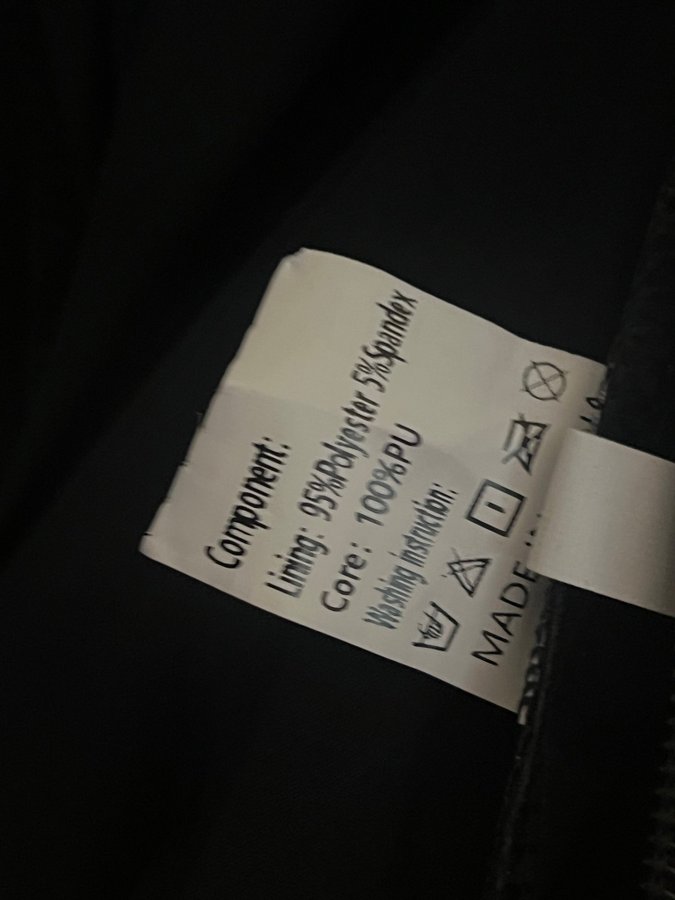 Component:
Lining: 95%Polyester 5%Spandex
Core: 100%PU
Washing instruction:
MADE